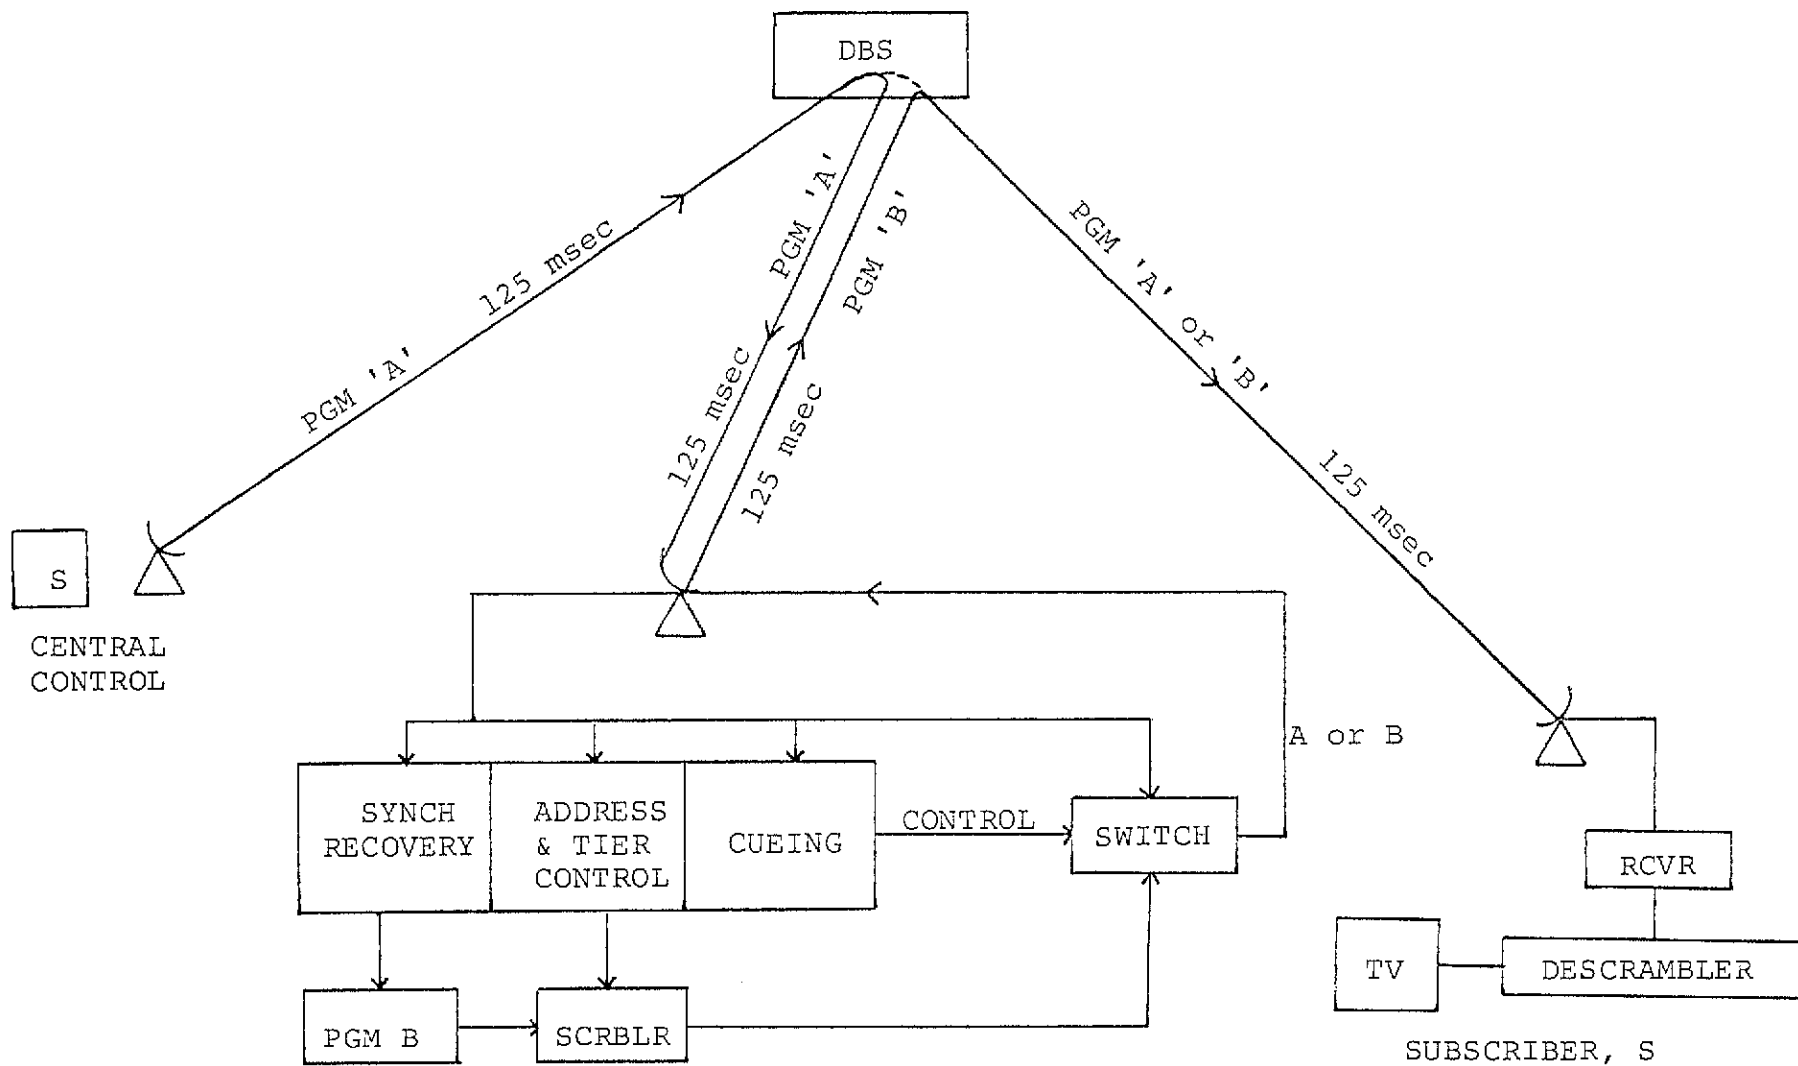 DBS
PGM 'A'
125 msec
PGM 'A'
125 msec
PGM 'B'
125 msec
PGM 'A' or 'B'
125 msec
S
CENTRAL
CONTROL
A or B
SYNCH
RECOVERY
ADDRESS
& TIER
CONTROL
CUEING
CONTROL
SWITCH
RCVR
TV
DESCRAMBLER
PGM B
SCRBLR
SUBSCRIBER, S